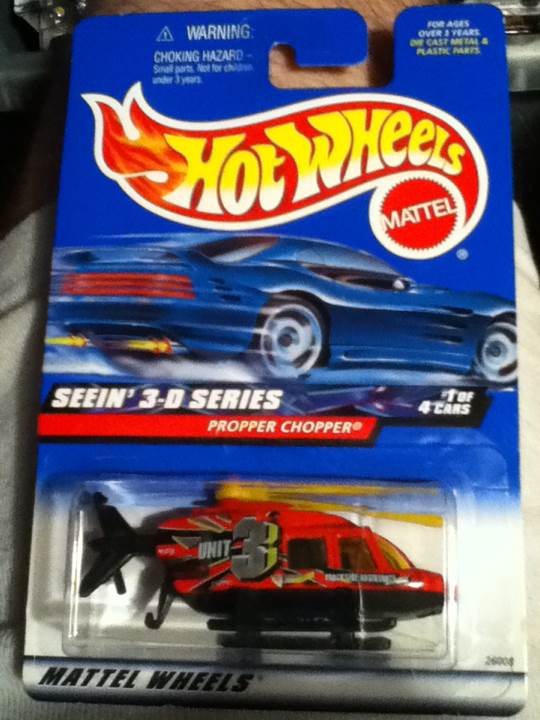 WARNING:
CHOKING HAZARD –
Small parts. Not for children
under 3 years.
FOR AGES
OVER 3 YEARS.
DIE CAST METAL &
PLASTIC PARTS.
HOT WHEELS
MATTEL
®
SEEIN' 3-D SERIES
#1 OF
4 CARS
PROPPER CHOPPER®
UNIT 3
26008
MATTEL WHEELS